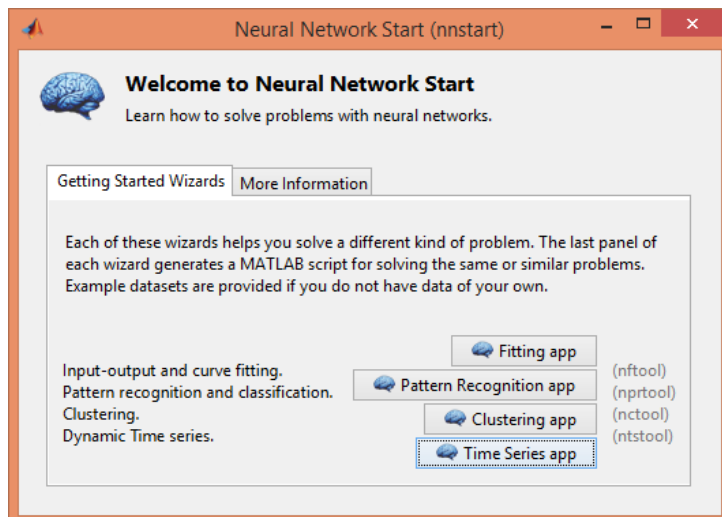 Neural Network Start (nnstart)
Welcome to Neural Network Start
Learn how to solve problems with neural networks.
Getting Started Wizards
More Information
Each of these wizards helps you solve a different kind of problem. The last panel of
each wizard generates a MATLAB script for solving the same or similar problems.
Example datasets are provided if you do not have data of your own.
Input-output and curve fitting.
Fitting app
(nftool)
Pattern recognition and classification.
Pattern Recognition app
(nprtool)
Clustering.
Clustering app
(nctool)
Dynamic Time series.
Time Series app
(ntstool)